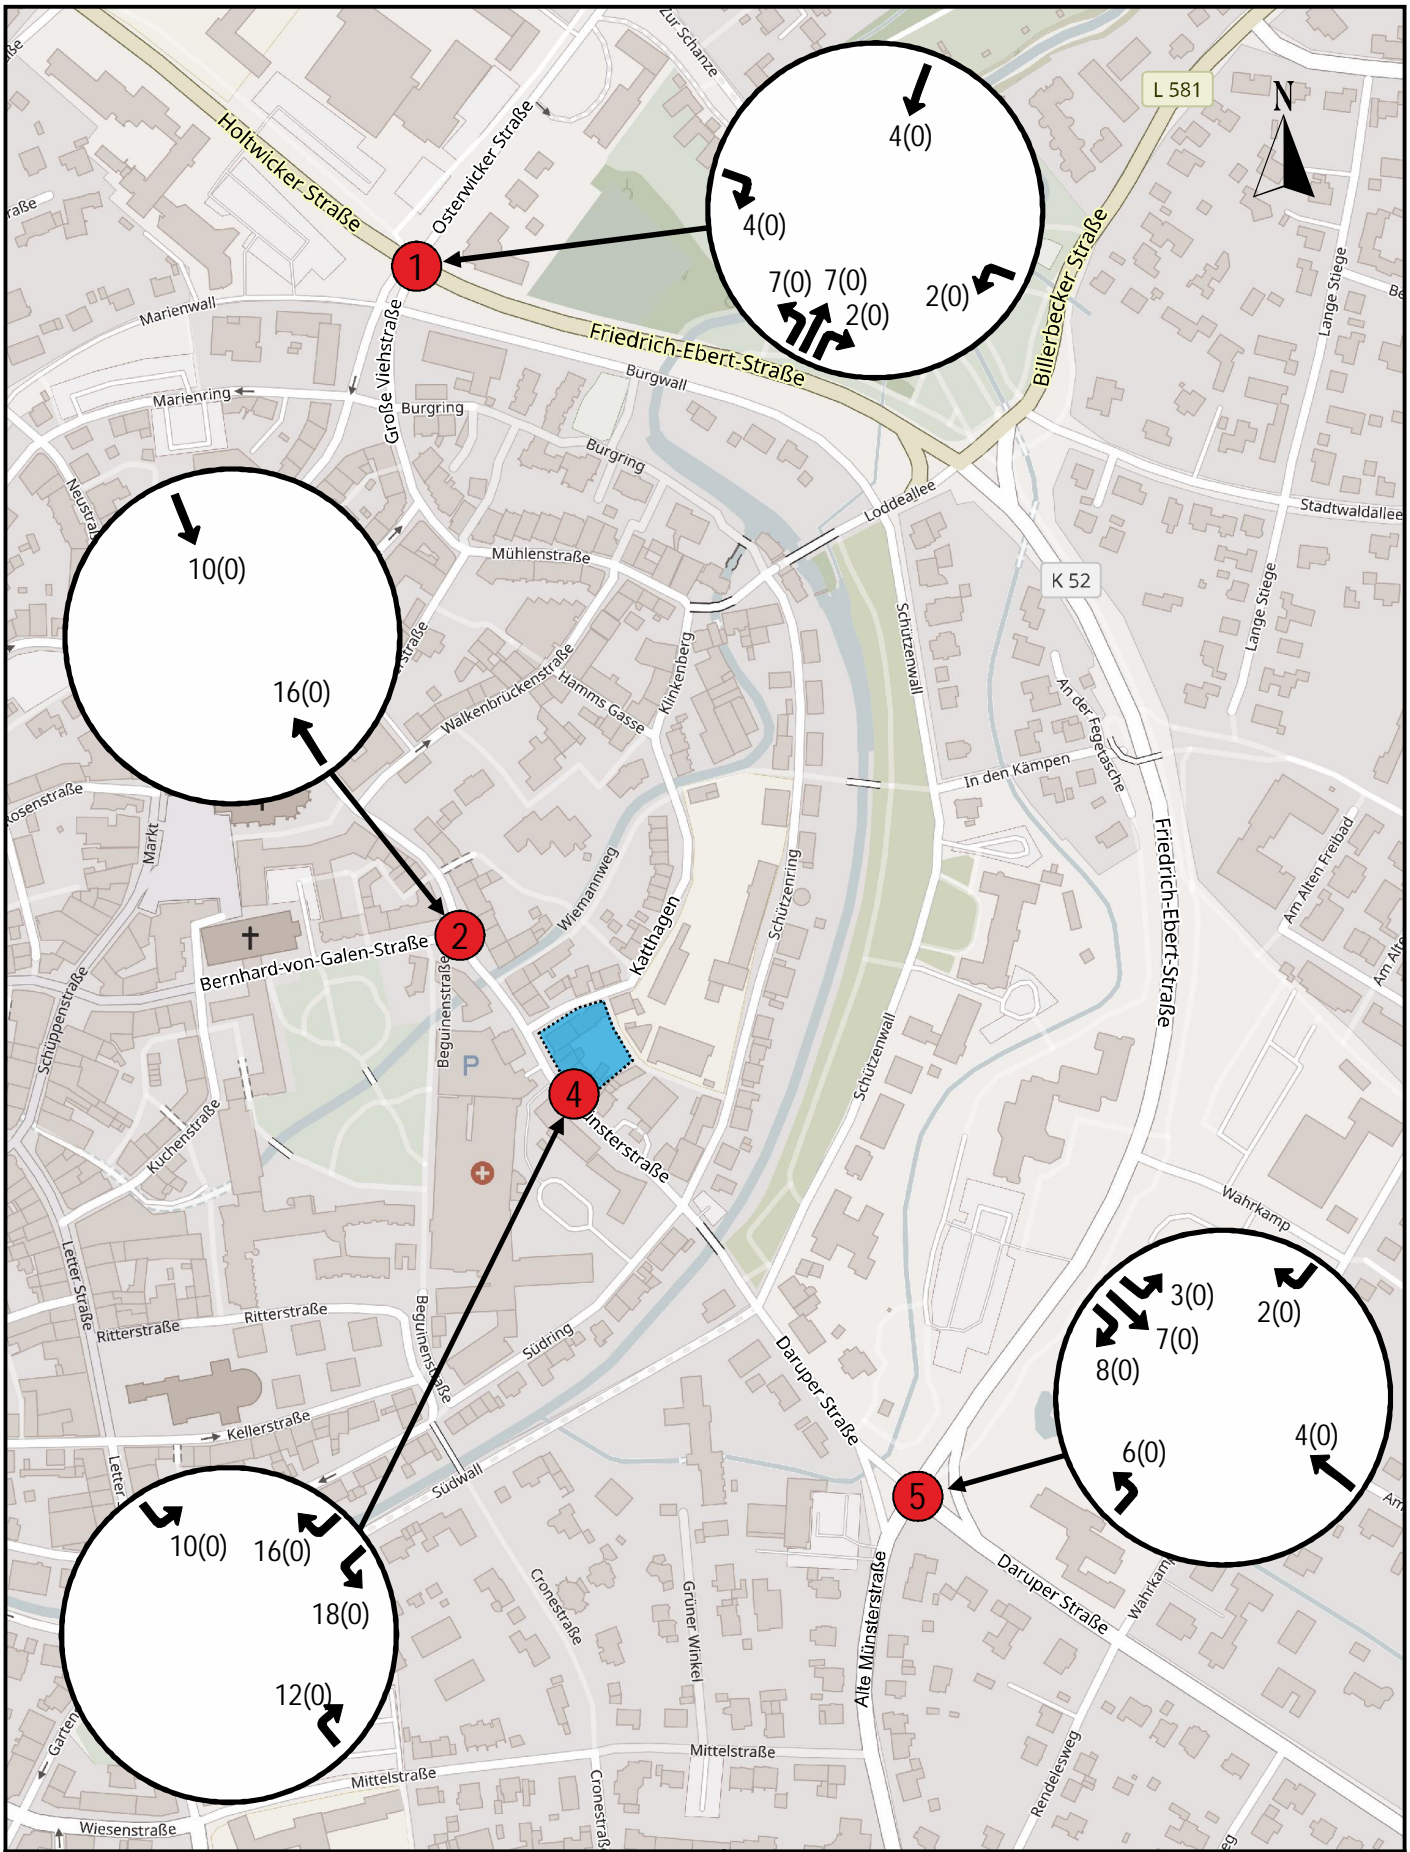 Zur Schanze
L 581
N
Holtwicker Straße
Osterwicker Straße
4(0)
4(0)
7(0)
7(0)
2(0)
2(0)
1
Billerbecker Straße
Lange Stiege
Marienwall
Große Viehstraße
Friedrich-Ebert-Straße
Burgwall
Marienring
Burgring
Burgring
Loddeallee
Stadtwaldallee
Mühlenstraße
K 52
10(0)
16(0)
Schützenwall
Lange Stiege
Klinkenberg
Walkenbrückenstraße
Hamms Gasse
An der Fegetasche
In den Kämpen
Markt
Friedrich-Ebert-Straße
Am Alten Freibad
Wiemannweg
Schützenring
Katthagen
2
Bernhard-von-Galen-Straße
Beguinenstraße
Schüppenstraße
P
Schützenwall
4
Kuchenstraße
Wahrkamp
Letter Straße
Ritterstraße
Ritterstraße
Beguinenstraße
Südring
Daruper Straße
3(0)
7(0)
8(0)
2(0)
6(0)
4(0)
Kellerstraße
Südwall
5
10(0)
16(0)
18(0)
12(0)
Cronestraße
Grüner Winkel
Alte Münsterstraße
Daruper Straße
Mittelstraße
Mittelstraße
Rendelesweg
Wiesenstraße